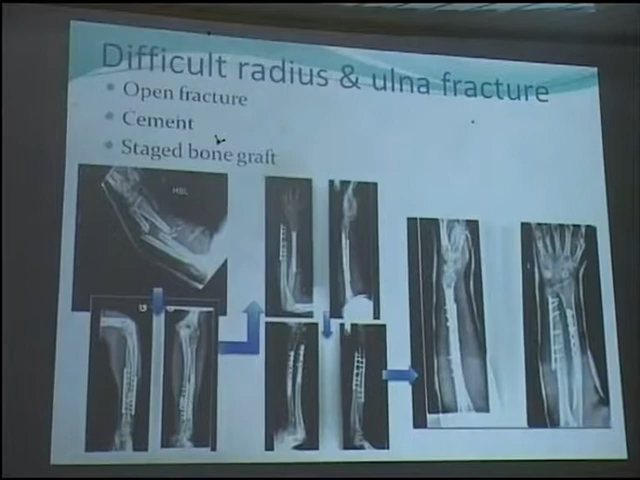 Difficult radius & ulna fracture
Open fracture
Cement
Staged bone graft